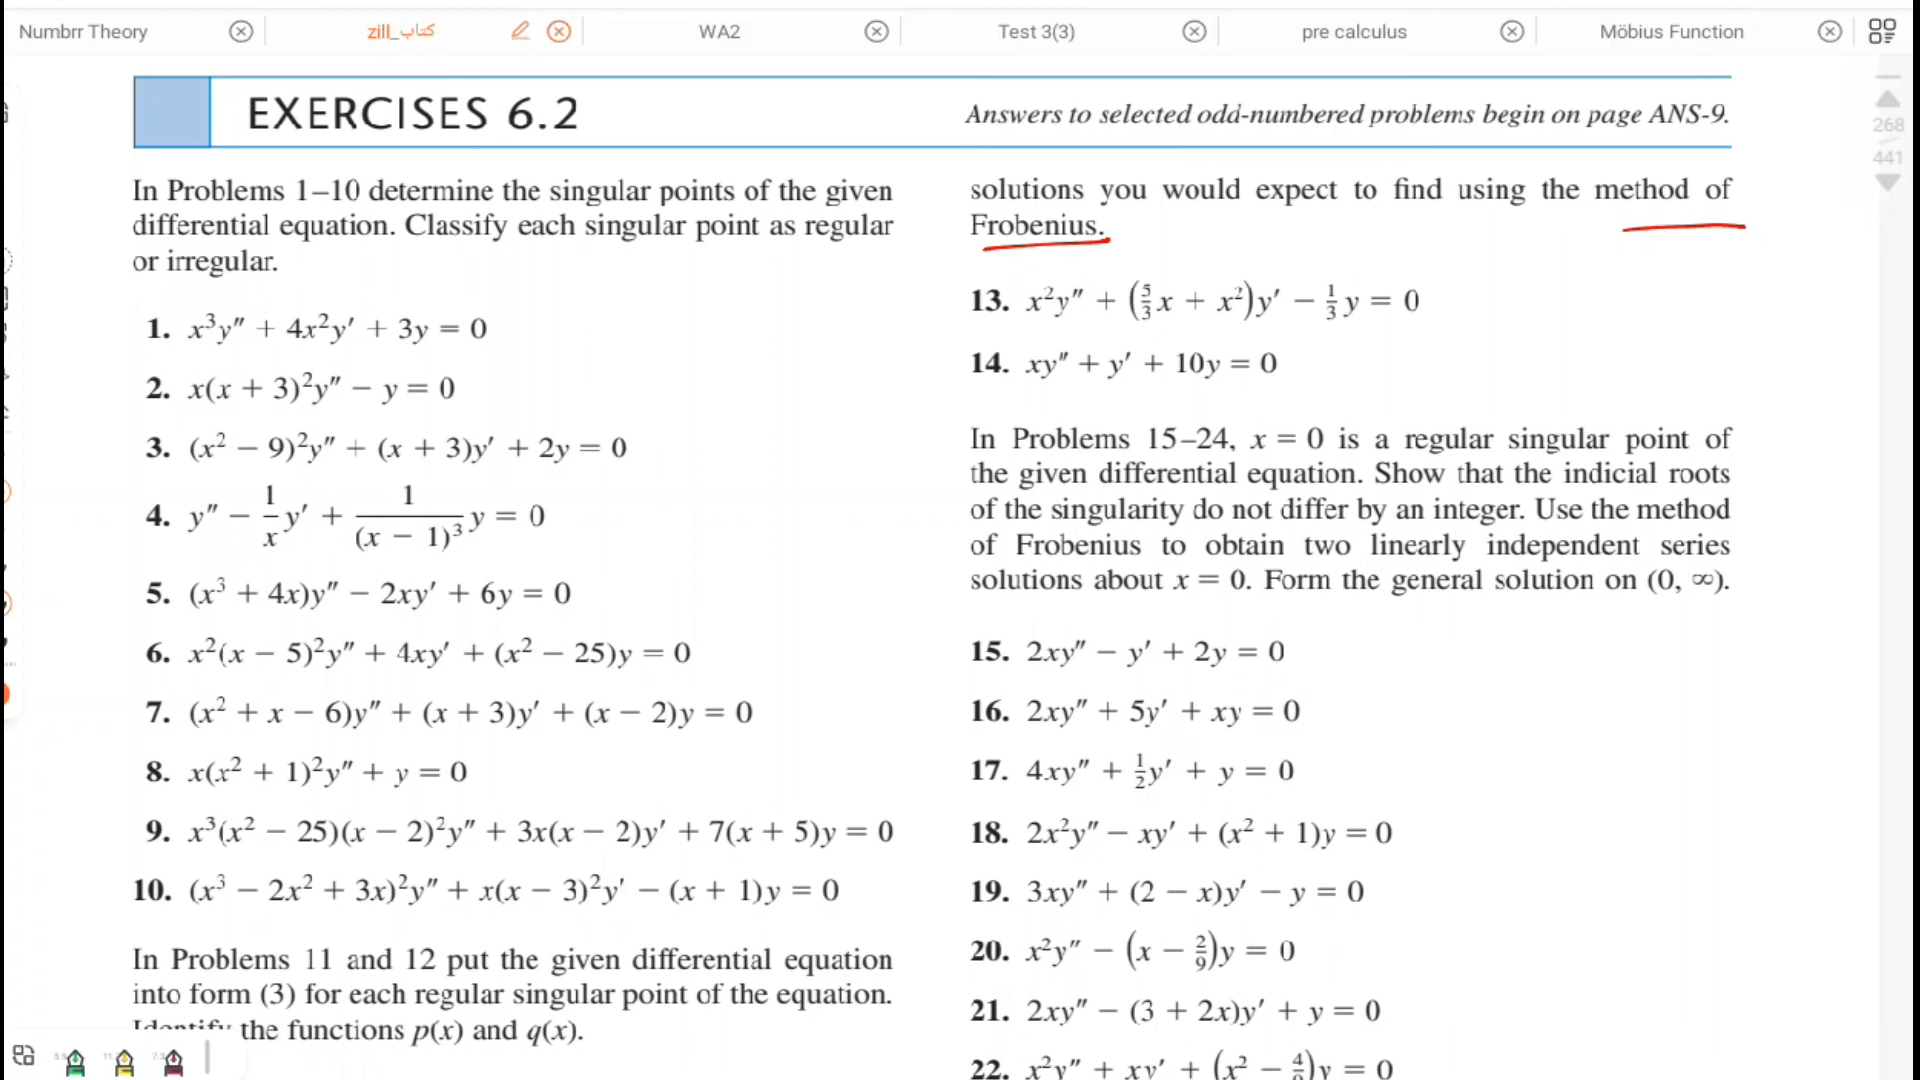 Numbrr Theory
zill_كتاب
WA2
Test 3(3)
pre calculus
Möbius Function
268
441
EXERCISES 6.2
Answers to selected odd-numbered problems begin on page ANS-9.
In Problems 1–10 determine the singular points of the given
differential equation. Classify each singular point as regular
or irregular.
1. x³y″ + 4x²y′ + 3y = 0
2. x(x + 3)²y″ − y = 0
3. (x² − 9)²y″ + (x + 3)y′ + 2y = 0
4. y″ − 1/x y′ + 1/(x − 1)³ y = 0
5. (x³ + 4x)y″ − 2xy′ + 6y = 0
6. x²(x − 5)²y″ + 4xy′ + (x² − 25)y = 0
7. (x² + x − 6)y″ + (x + 3)y′ + (x − 2)y = 0
8. x(x² + 1)²y″ + y = 0
9. x³(x² − 25)(x − 2)²y″ + 3x(x − 2)y′ + 7(x + 5)y = 0
10. (x³ − 2x² + 3x)²y″ + x(x − 3)²y′ − (x + 1)y = 0
In Problems 11 and 12 put the given differential equation
into form (3) for each regular singular point of the equation.
Identify the functions p(x) and q(x).
solutions you would expect to find using the method of
Frobenius.
13. x²y″ + (5/3 x + x²)y′ − 1/3 y = 0
14. xy″ + y′ + 10y = 0
In Problems 15–24, x = 0 is a regular singular point of
the given differential equation. Show that the indicial roots
of the singularity do not differ by an integer. Use the method
of Frobenius to obtain two linearly independent series
solutions about x = 0. Form the general solution on (0, ∞).
15. 2xy″ − y′ + 2y = 0
16. 2xy″ + 5y′ + xy = 0
17. 4xy″ + 1/2 y′ + y = 0
18. 2x²y″ − xy′ + (x² + 1)y = 0
19. 3xy″ + (2 − x)y′ − y = 0
20. x²y″ − (x − 2/9)y = 0
21. 2xy″ − (3 + 2x)y′ + y = 0
22. x²y″ + xy′ + (x² − 4/9)y = 0